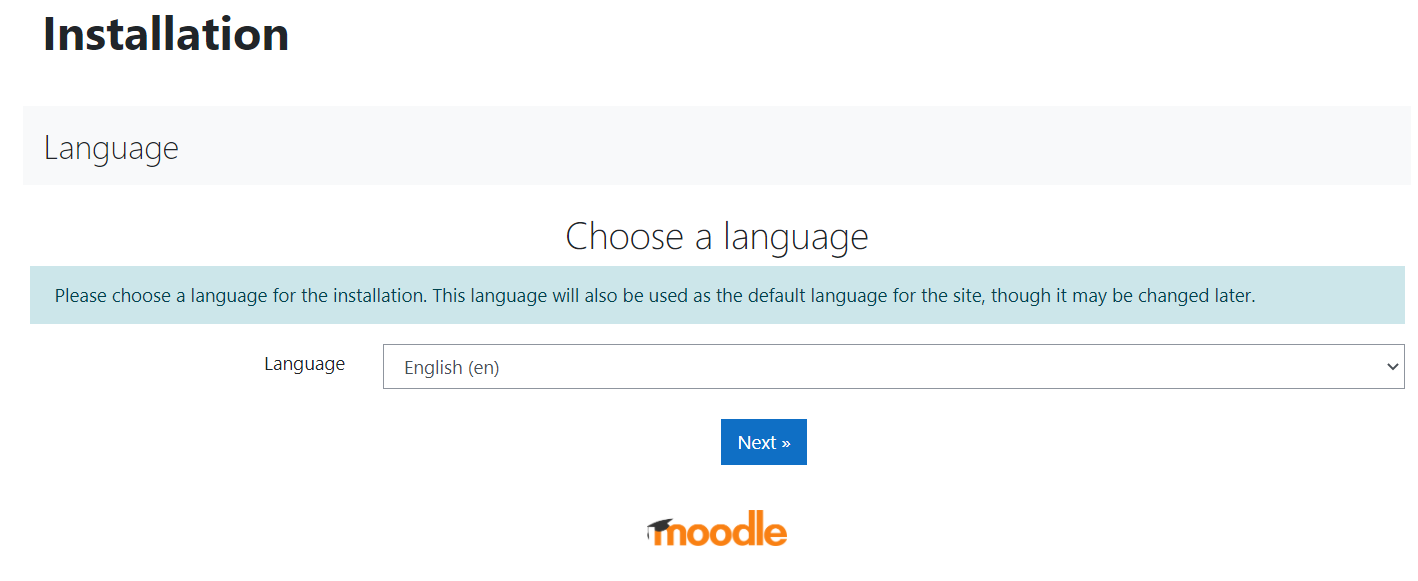 Installation
Language
Choose a language
Please choose a language for the installation. This language will also be used as the default language for the site, though it may be changed later.
Language
English (en)
Next »
moodle